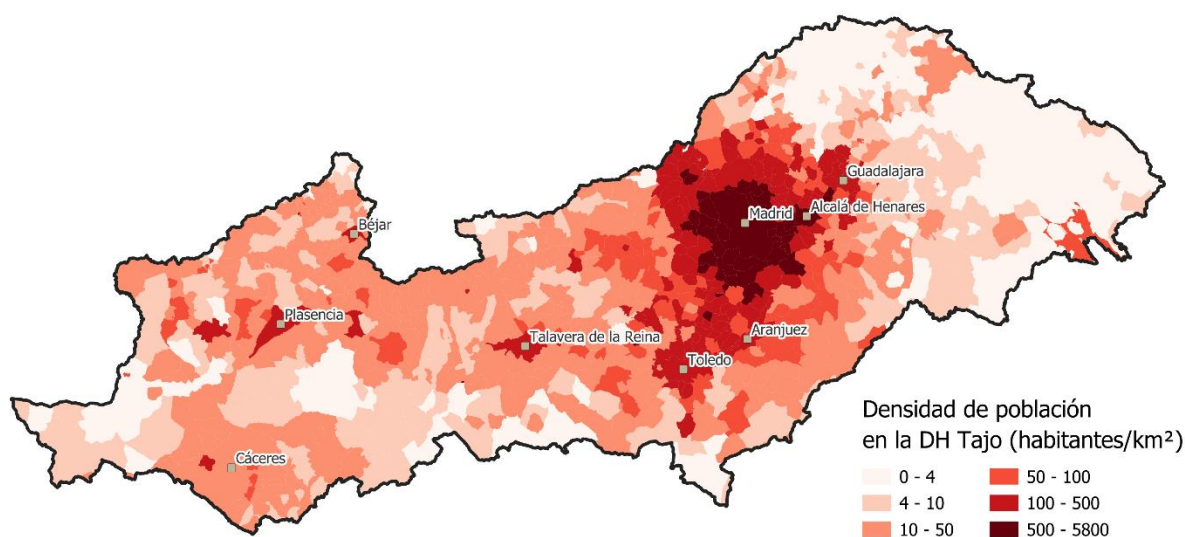 Guadalajara
Madrid
Alcalá de Henares
Béjar
Plasencia
Talavera de la Reina
Aranjuez
Toledo
Cáceres
Densidad de población
en la DH Tajo (habitantes/km²)
0 - 4
50 - 100
4 - 10
100 - 500
10 - 50
500 - 5800